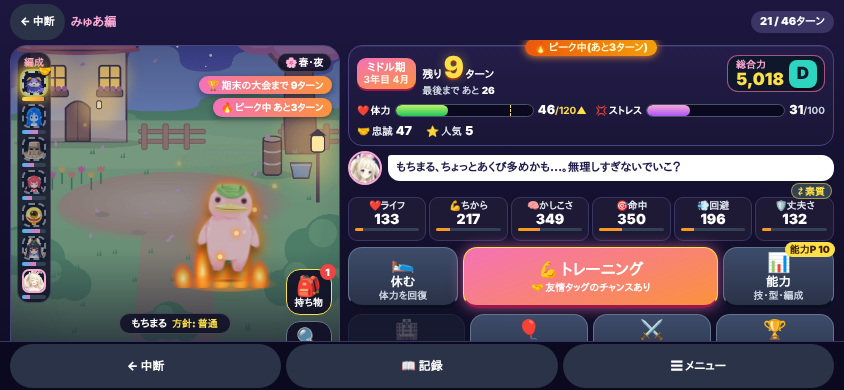 ← 中断
みゅあ編
21 / 46ターン
編成
🌸春・夜
🏆期末の大会まで9ターン
🔥ピーク中 あと3ターン
🔥ピーク中(あと3ターン)
ミドル期
3年目 4月
残り9ターン
最後まで あと 26
総合力
5,018 D
❤️体力 46/120▲
💢ストレス 31/100
🤝忠誠 47 ⭐人気 5
もちまる、ちょっとあくび多めかも…。無理しすぎないでいこ?
⇄素質
❤️ライフ
133
💪ちから
217
🧠かしこさ
349
🎯命中
350
💨回避
196
🛡️丈夫さ
132
🛌
休む
体力を回復
💪 トレーニング
🤝友情タッグのチャンスあり
能力P 10
📊
能力
技・型・編成
1
持ち物
もちまる 方針: 普通
← 中断
📖 記録
☰ メニュー